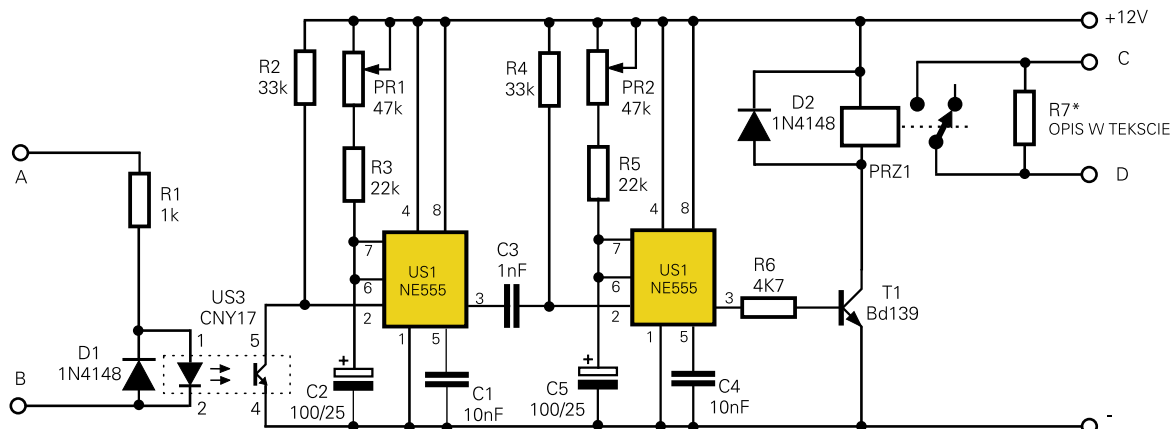 +12V
C
R2
33k
PR1
47k
R4
33k
PR2
47k
D2
1N4148
R7*
OPIS W TEKSCIE
A
R1
1k
R3
22k
R5
22k
PRZ1
D
4
8
4
8
7
US1
NE555
C3
1nF
7
US1
NE555
6
6
R6
4K7
US3
CNY17
3
3
T1
Bd139
2
2
1
5
1
5
1
5
D1
1N4148
B
+
+
C2
100/25
C1
10nF
C5
100/25
C4
10nF
2
4
-